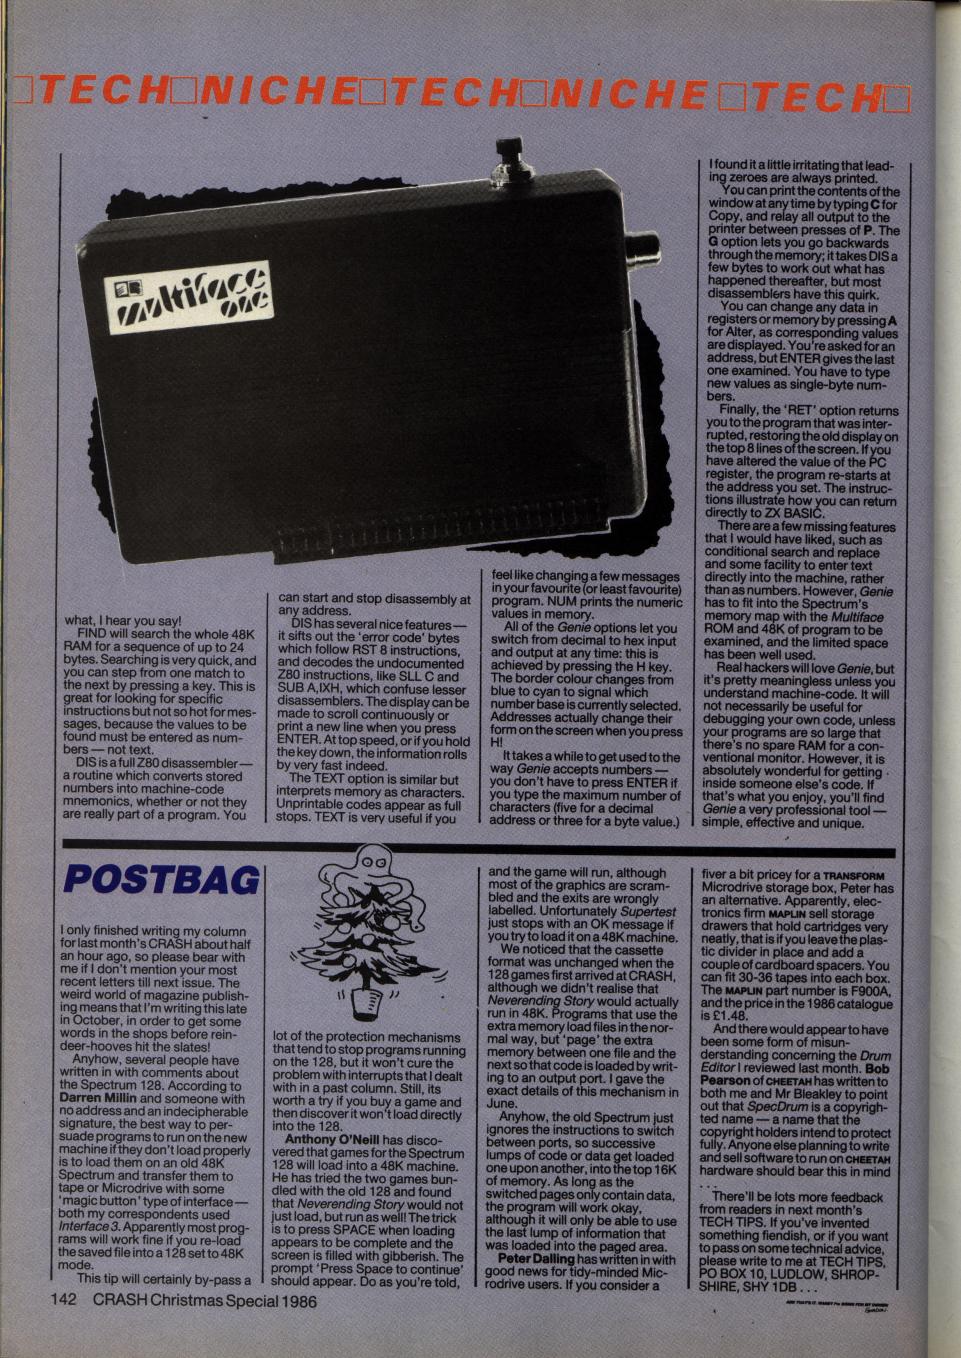 TECH NICHE TECH NICHE TECH
multiface
one
what, I hear you say!
FIND will search the whole 48K
RAM for a sequence of up to 24
bytes. Searching is very quick, and
you can step from one match to
the next by pressing a key. This is
great for looking for specific
instructions but not so hot for mes-
sages, because the values to be
found must be entered as num-
bers — not text.
DIS is a full Z80 disassembler —
a routine which converts stored
numbers into machine-code
mnemonics, whether or not they
are really part of a program. You
can start and stop disassembly at
any address.
DIS has several nice features —
it sifts out the 'error code' bytes
which follow RST 8 instructions,
and decodes the undocumented
Z80 instructions, like SLL C and
SUB A,IXH, which confuse lesser
disassemblers. The display can be
made to scroll continuously or
print a new line when you press
ENTER. At top speed, or if you hold
the key down, the information rolls
by very fast indeed.
The TEXT option is similar but
interprets memory as characters.
Unprintable codes appear as full
stops. TEXT is very useful if you
feel like changing a few messages
in your favourite (or least favourite)
program. NUM prints the numeric
values in memory.
All of the Genie options let you
switch from decimal to hex input
and output at any time: this is
achieved by pressing the H key.
The border colour changes from
blue to cyan to signal which
number base is currently selected.
Addresses actually change their
form on the screen when you press
H!
It takes a while to get used to the
way Genie accepts numbers —
you don't have to press ENTER if
you type the maximum number of
characters (five for a decimal
address or three for a byte value.)
I found it a little irritating that lead-
ing zeroes are always printed.
You can print the contents of the
window at any time by typing C for
Copy, and relay all output to the
printer between presses of P. The
G option lets you go backwards
through the memory; it takes DIS a
few bytes to work out what has
happened thereafter, but most
disassemblers have this quirk.
You can change any data in
registers or memory by pressing A
for Alter, as corresponding values
are displayed. You're asked for an
address, but ENTER gives the last
one examined. You have to type
new values as single-byte num-
bers.
Finally, the 'RET' option returns
you to the program that was inter-
rupted, restoring the old display on
the top 8 lines of the screen. If you
have altered the value of the PC
register, the program re-starts at
the address you set. The instruc-
tions illustrate how you can return
directly to ZX BASIC.
There are a few missing features
that I would have liked, such as
conditional search and replace
and some facility to enter text
directly into the machine, rather
than as numbers. However, Genie
has to fit into the Spectrum's
memory map with the Multiface
ROM and 48K of program to be
examined, and the limited space
has been well used.
Real hackers will love Genie, but
it's pretty meaningless unless you
understand machine-code. It will
not necessarily be useful for
debugging your own code, unless
your programs are so large that
there's no spare RAM for a con-
ventional monitor. However, it is
absolutely wonderful for getting
inside someone else's code. If
that's what you enjoy, you'll find
Genie a very professional tool —
simple, effective and unique.
POSTBAG
I only finished writing my column
for last month's CRASH about half
an hour ago, so please bear with
me if I don't mention your most
recent letters till next issue. The
weird world of magazine publish-
ing means that I'm writing this late
in October, in order to get some
words in the shops before rein-
deer-hooves hit the slates!
Anyhow, several people have
written in with comments about
the Spectrum 128. According to
Darren Millin and someone with
no address and an indecipherable
signature, the best way to per-
suade programs to run on the new
machine if they don't load properly
is to load them on an old 48K
Spectrum and transfer them to
tape or Microdrive with some
'magic button' type of interface —
both my correspondents used
Interface 3. Apparently most prog-
rams will work fine if you re-load
the saved file into a 128 set to 48K
mode.
This tip will certainly by-pass a
lot of the protection mechanisms
that tend to stop programs running
on the 128, but it won't cure the
problem with interrupts that I dealt
with in a past column. Still, its
worth a try if you buy a game and
then discover it won't load directly
into the 128.
Anthony O'Neill has disco-
vered that games for the Spectrum
128 will load into a 48K machine.
He has tried the two games bun-
dled with the old 128 and found
that Neverending Story would not
just load, but run as well! The trick
is to press SPACE when loading
appears to be complete and the
screen is filled with gibberish. The
prompt 'Press Space to continue'
should appear. Do as you're told,
and the game will run, although
most of the graphics are scram-
bled and the exits are wrongly
labelled. Unfortunately Supertest
just stops with an OK message if
you try to load it on a 48K machine.
We noticed that the cassette
format was unchanged when the
128 games first arrived at CRASH,
although we didn't realise that
Neverending Story would actually
run in 48K. Programs that use the
extra memory load files in the nor-
mal way, but 'page' the extra
memory between one file and the
next so that code is loaded by writ-
ing to an output port. I gave the
exact details of this mechanism in
June.
Anyhow, the old Spectrum just
ignores the instructions to switch
between ports, so successive
lumps of code or data get loaded
one upon another, into the top 16K
of memory. As long as the
switched pages only contain data,
the program will work okay,
although it will only be able to use
the last lump of information that
was loaded into the paged area.
Peter Dalling has written in with
good news for tidy-minded Mic-
rodrive users. If you consider a
fiver a bit pricey for a TRANSFORM
Microdrive storage box, Peter has
an alternative. Apparently, elec-
tronics firm MAPLIN sell storage
drawers that hold cartridges very
neatly, that is if you leave the plas-
tic divider in place and add a
couple of cardboard spacers. You
can fit 30-36 tapes into each box.
The MAPLIN part number is F900A,
and the price in the 1986 catalogue
is £1.48.
And there would appear to have
been some form of misun-
derstanding concerning the Drum
Editor I reviewed last month. Bob
Pearson of CHEETAH has written to
both me and Mr Bleakley to point
out that SpecDrum is a copyrigh-
ted name — a name that the
copyright holders intend to protect
fully. Anyone else planning to write
and sell software to run on CHEETAH
hardware should bear this in mind
. . .
There'll be lots more feedback
from readers in next month's
TECH TIPS. If you've invented
something fiendish, or if you want
to pass on some technical advice,
please write to me at TECH TIPS,
PO BOX 10, LUDLOW, SHROP-
SHIRE, SHY 1DB . . .
142 CRASH Christmas Special 1986